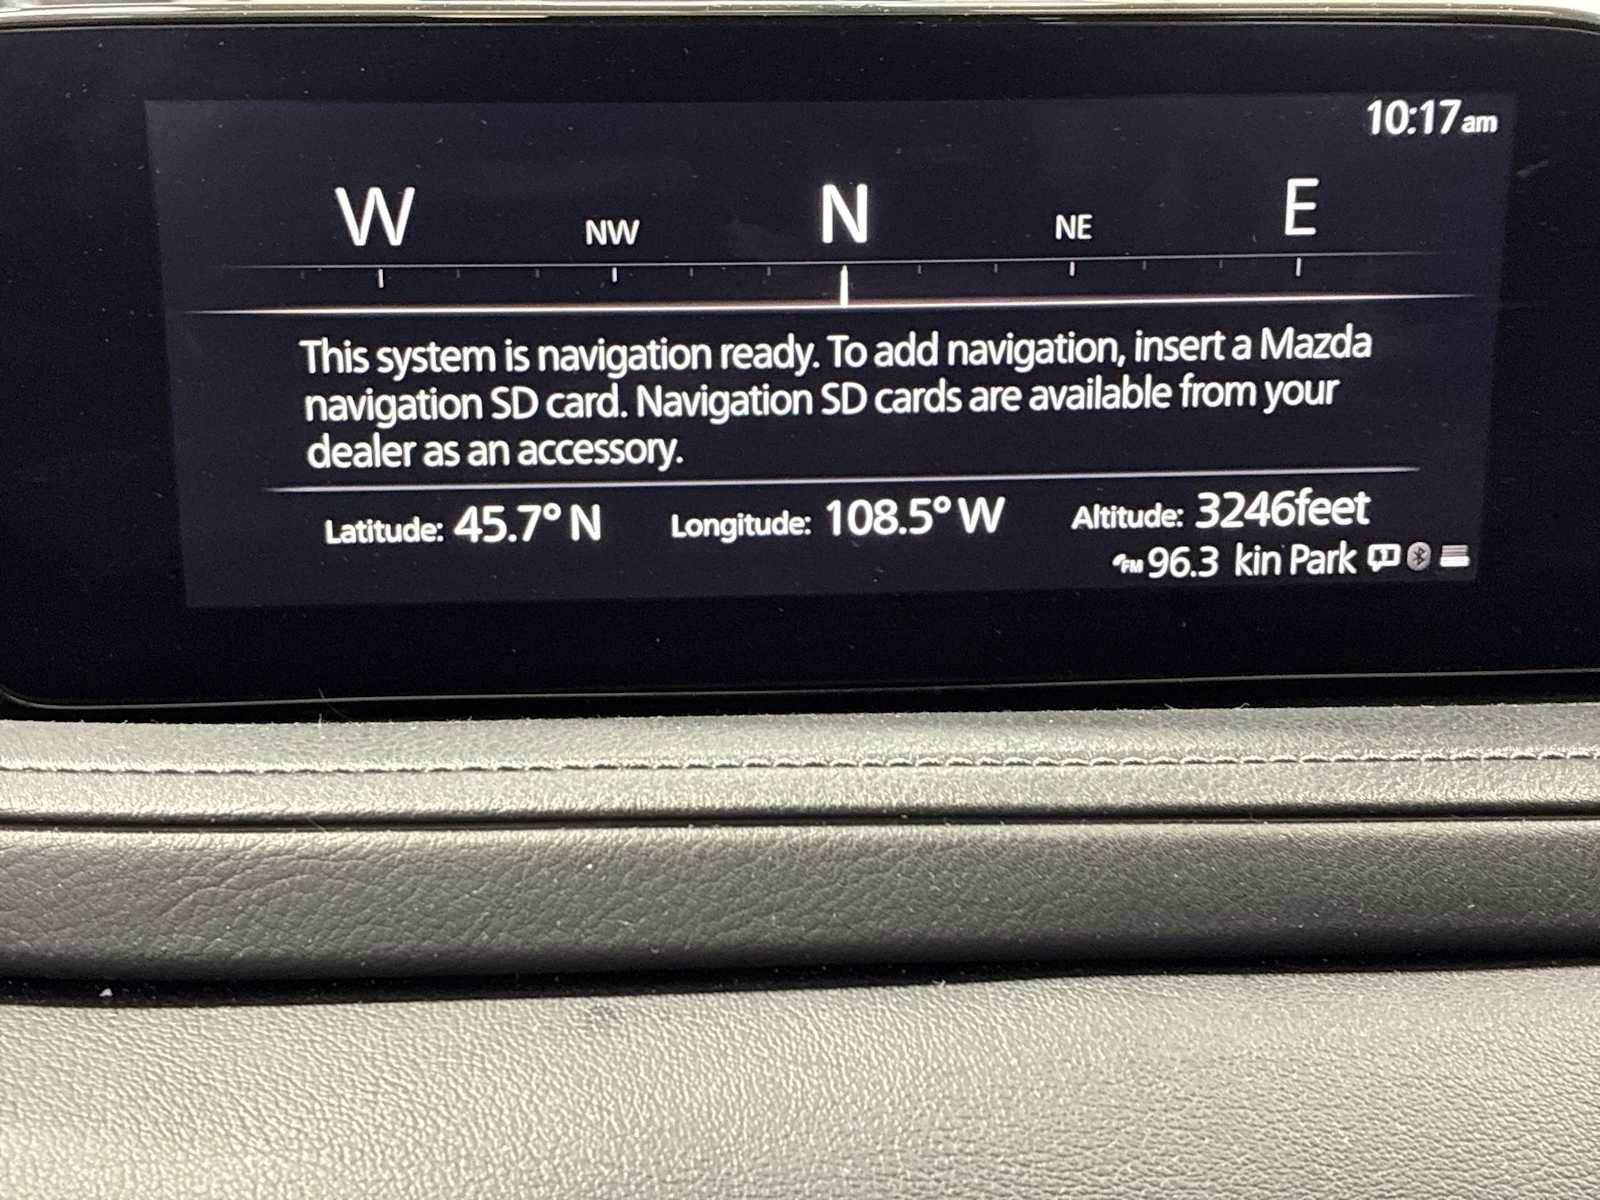 10:17am
W NW N NE E
This system is navigation ready. To add navigation, insert a Mazda
navigation SD card. Navigation SD cards are available from your
dealer as an accessory.
Latitude: 45.7° N Longitude: 108.5° W Altitude: 3246feet
FM 96.3 kin Park